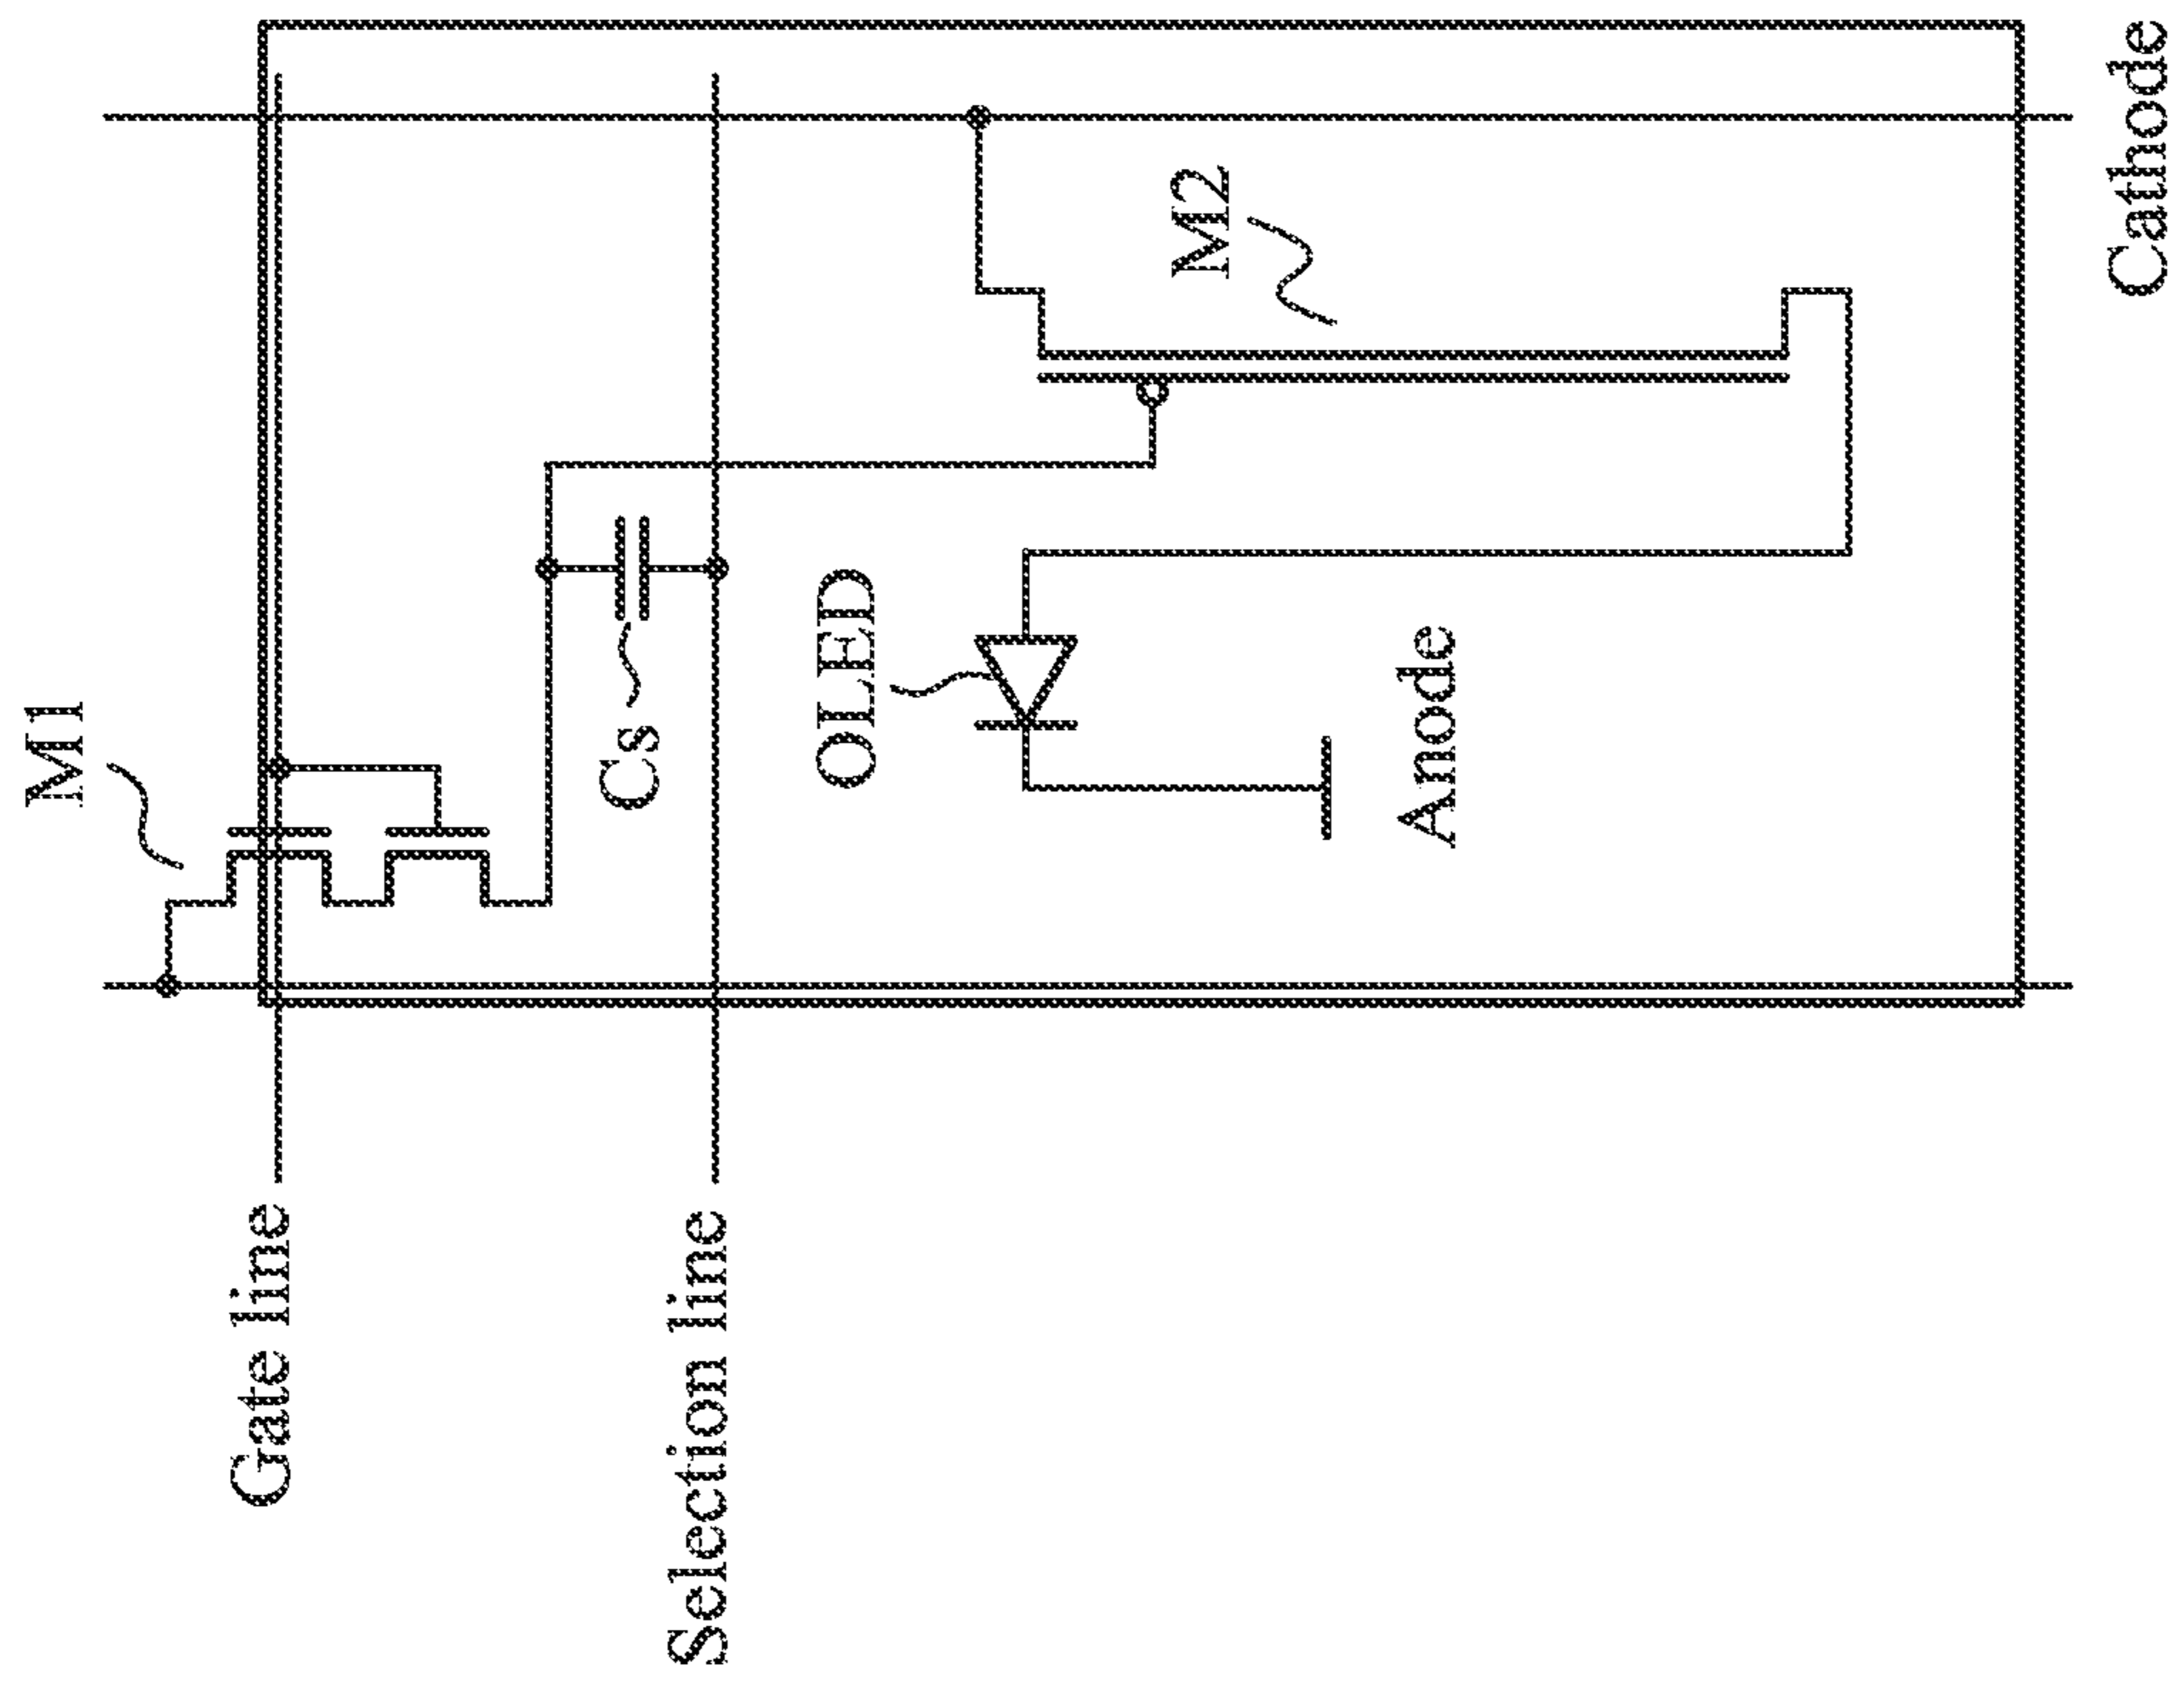 Gate line
Selection line
M1
Cs
OLED
Anode
M2
Cathode